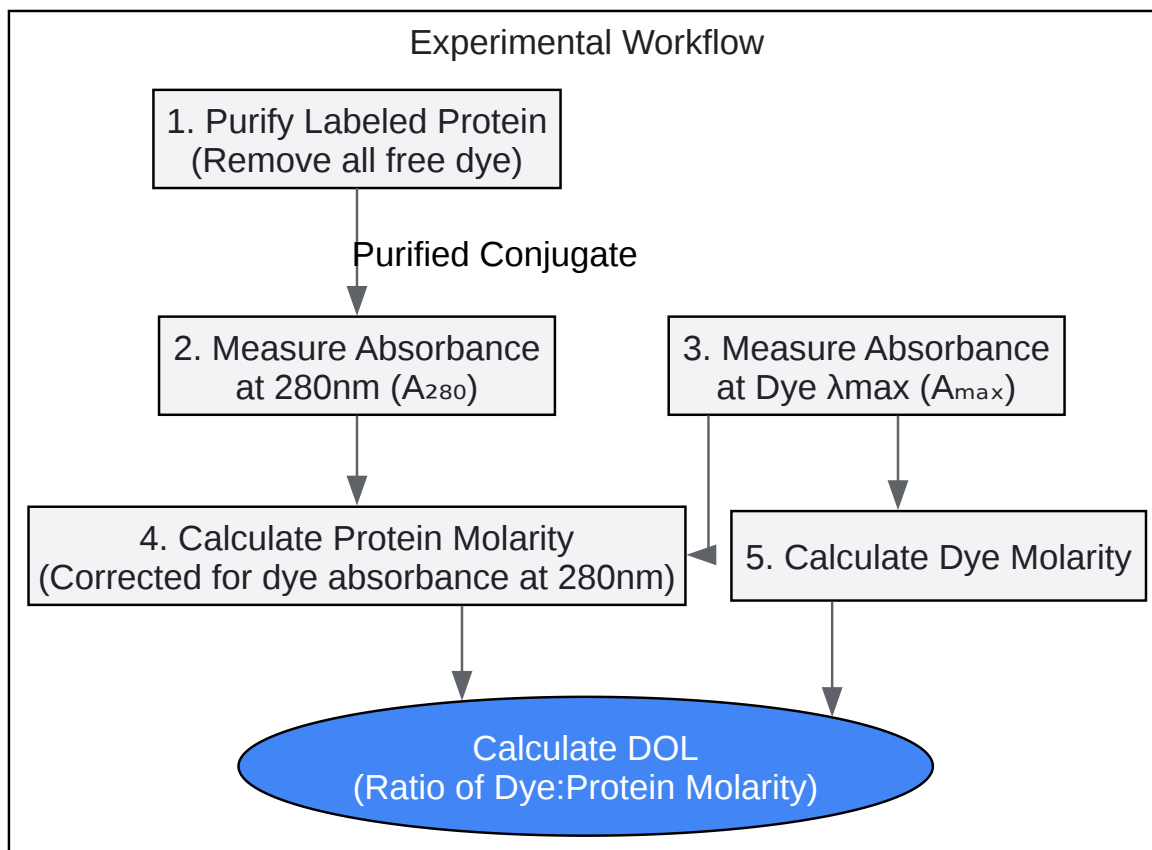 Experimental Workflow
1. Purify Labeled Protein
(Remove all free dye)
Purified Conjugate
2. Measure Absorbance
at 280nm (A₂₈₀)
3. Measure Absorbance
at Dye λmax (Aₘₐₓ)
4. Calculate Protein Molarity
(Corrected for dye absorbance at 280nm)
5. Calculate Dye Molarity
Calculate DOL
(Ratio of Dye:Protein Molarity)